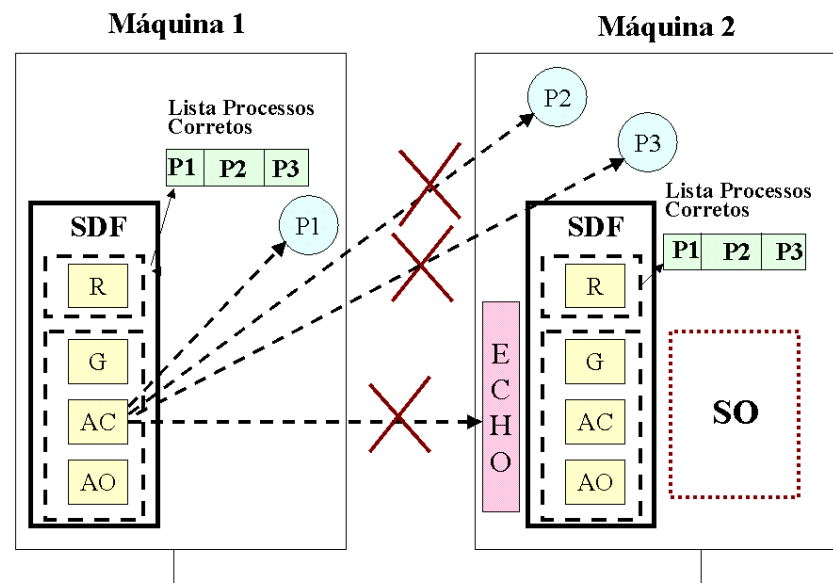 Máquina 1
Máquina 2
Lista Processos
Corretos
P1 P2 P3
SDF
P1
R
G
AC
AO
P2
P3
Lista Processos
Corretos
P1 P2 P3
SDF
R
G
AC
AO
E
C
H
O
SO